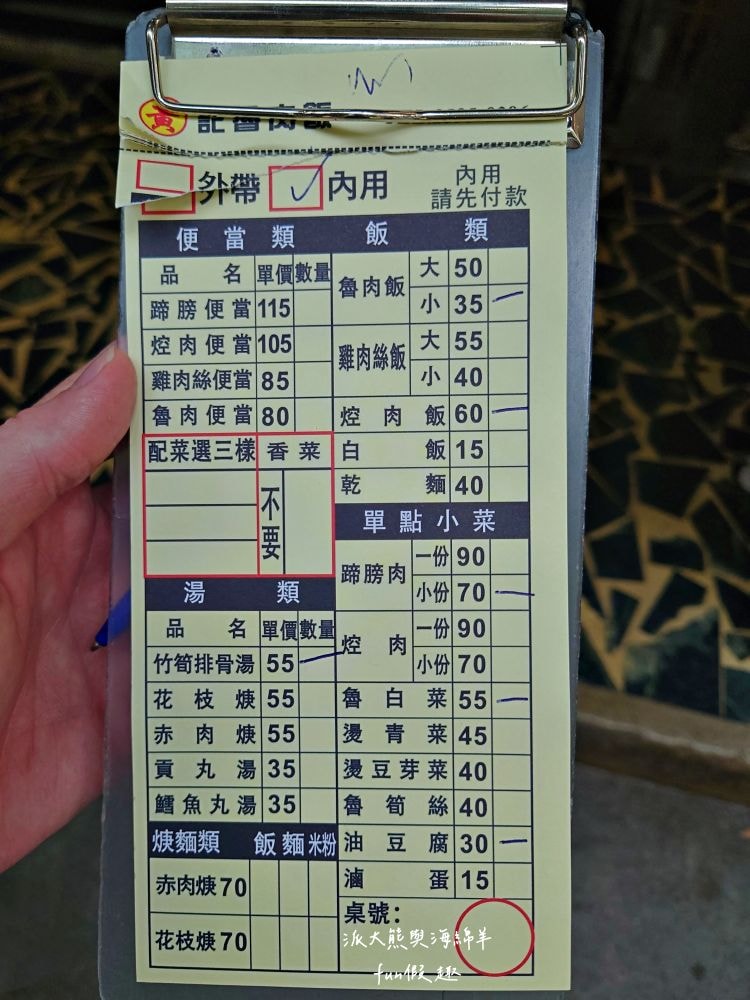 黃 記魯肉飯
外帶 內用 內用
請先付款
便當類 飯類
品名 單價 數量
蹄膀便當 115
焢肉便當 105
雞肉絲便當 85
魯肉便當 80
配菜選三樣 香菜
不要
湯類
品名 單價 數量
竹筍排骨湯 55
花枝焿 55
赤肉焿 55
貢丸湯 35
鱈魚丸湯 35
焿麵類 飯 麵 米粉
赤肉焿 70
花枝焿 70
魯肉飯 大 50
小 35
雞肉絲飯 大 55
小 40
焢肉飯 60
白飯 15
乾麵 40
單點小菜
蹄膀肉 一份 90
小份 70
焢肉 一份 90
小份 70
魯白菜 55
燙青菜 45
燙豆芽菜 40
魯筍絲 40
油豆腐 30
滷蛋 15
桌號:
派大熊與海綿羊
fun假趣